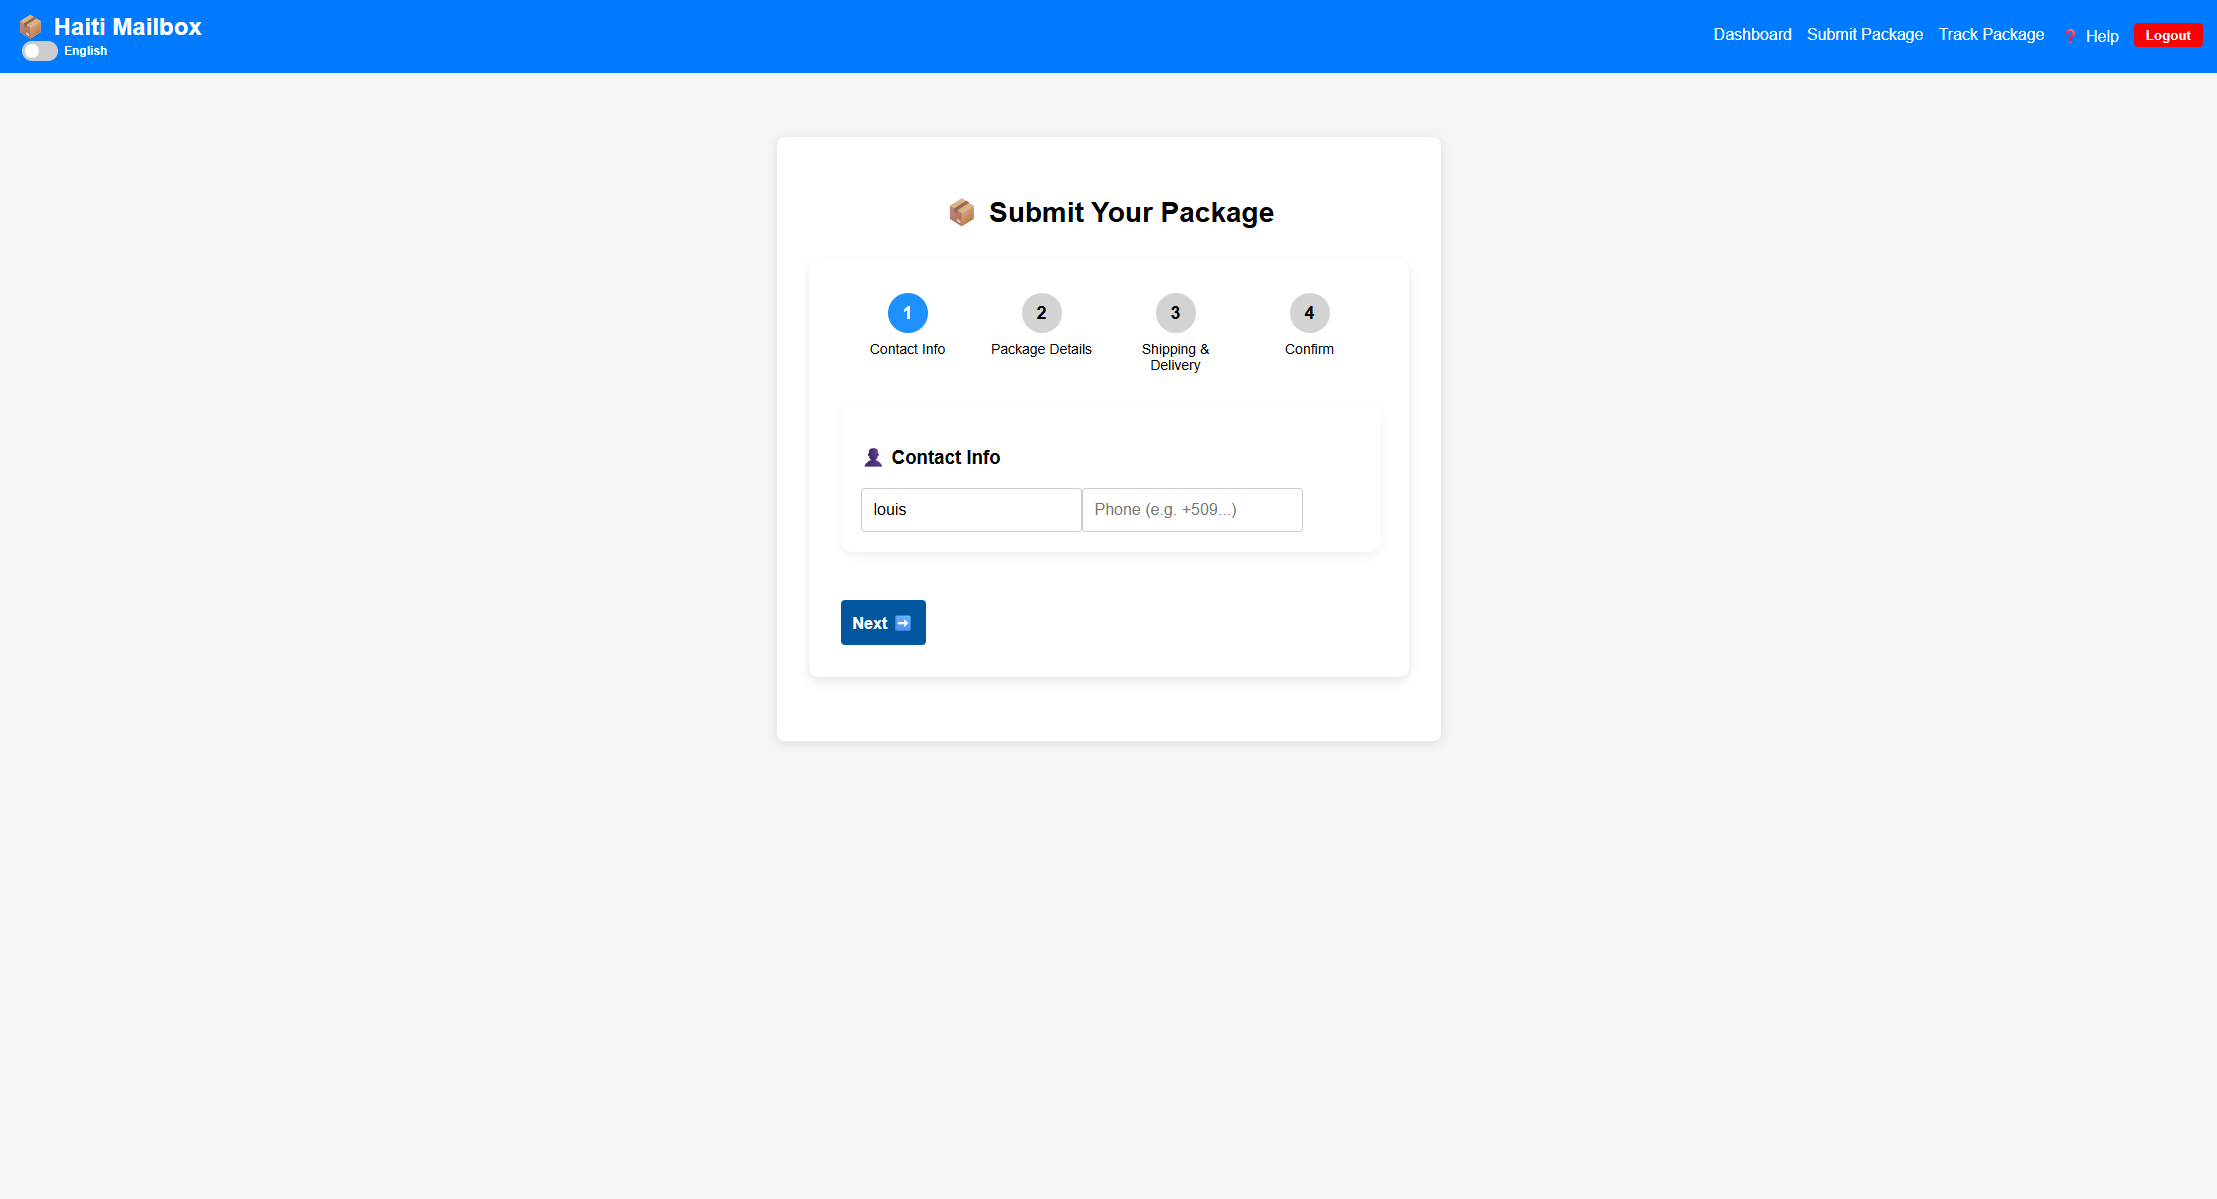 Haiti Mailbox
English
Dashboard Submit Package Track Package ❓ Help Logout
📦 Submit Your Package
1 2 3 4
Contact Info Package Details Shipping & Delivery Confirm
👤 Contact Info
louis Phone (e.g. +509...)
Next ➡️